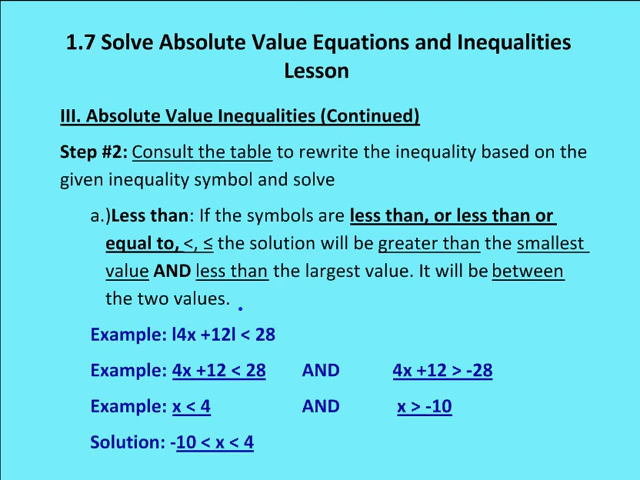 1.7 Solve Absolute Value Equations and Inequalities
Lesson
III. Absolute Value Inequalities (Continued)
Step #2: Consult the table to rewrite the inequality based on the
given inequality symbol and solve
a.)Less than: If the symbols are less than, or less than or
equal to, <, ≤ the solution will be greater than the smallest
value AND less than the largest value. It will be between
the two values.
Example: l4x +12l < 28
Example: 4x +12 < 28 AND 4x +12 > -28
Example: x < 4 AND x > -10
Solution: -10 < x < 4